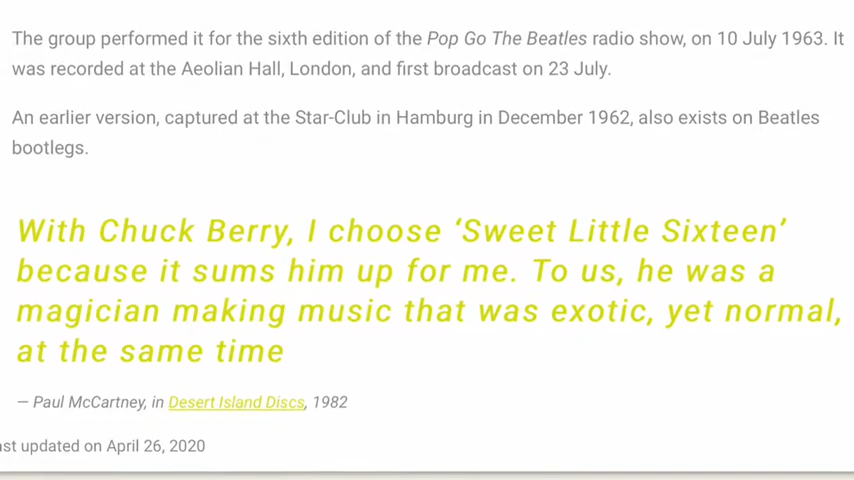 The group performed it for the sixth edition of the Pop Go The Beatles radio show, on 10 July 1963. It
was recorded at the Aeolian Hall, London, and first broadcast on 23 July.
An earlier version, captured at the Star-Club in Hamburg in December 1962, also exists on Beatles
bootlegs.
With Chuck Berry, I choose ‘Sweet Little Sixteen’
because it sums him up for me. To us, he was a
magician making music that was exotic, yet normal,
at the same time
— Paul McCartney, in Desert Island Discs, 1982
ast updated on April 26, 2020